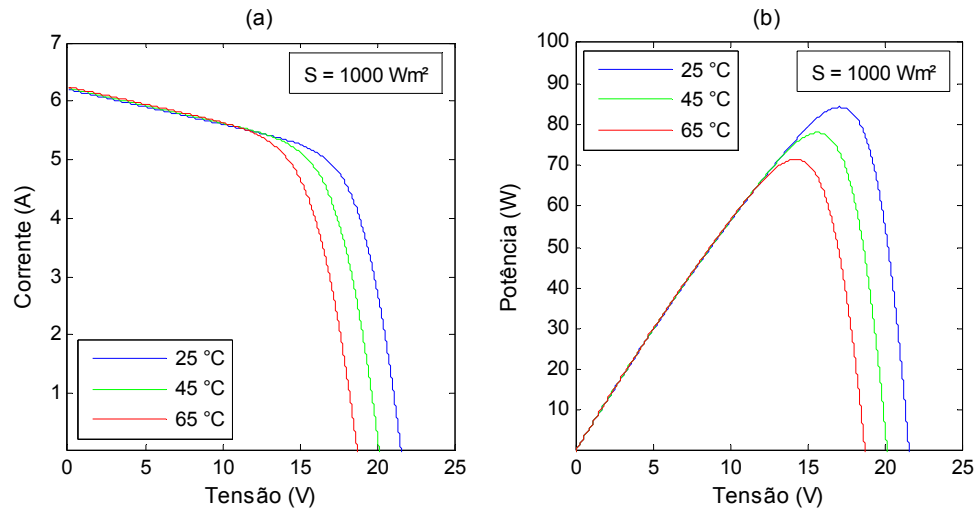 (a)
7
6
5
4
3
2
1
0
5
10
15
20
25
Corrente (A)
Tensão (V)
S = 1000 Wm²
25 °C
45 °C
65 °C
(b)
100
90
80
70
60
50
40
30
20
10
0
5
10
15
20
25
Potência (W)
Tensão (V)
25 °C
45 °C
65 °C
S = 1000 Wm²